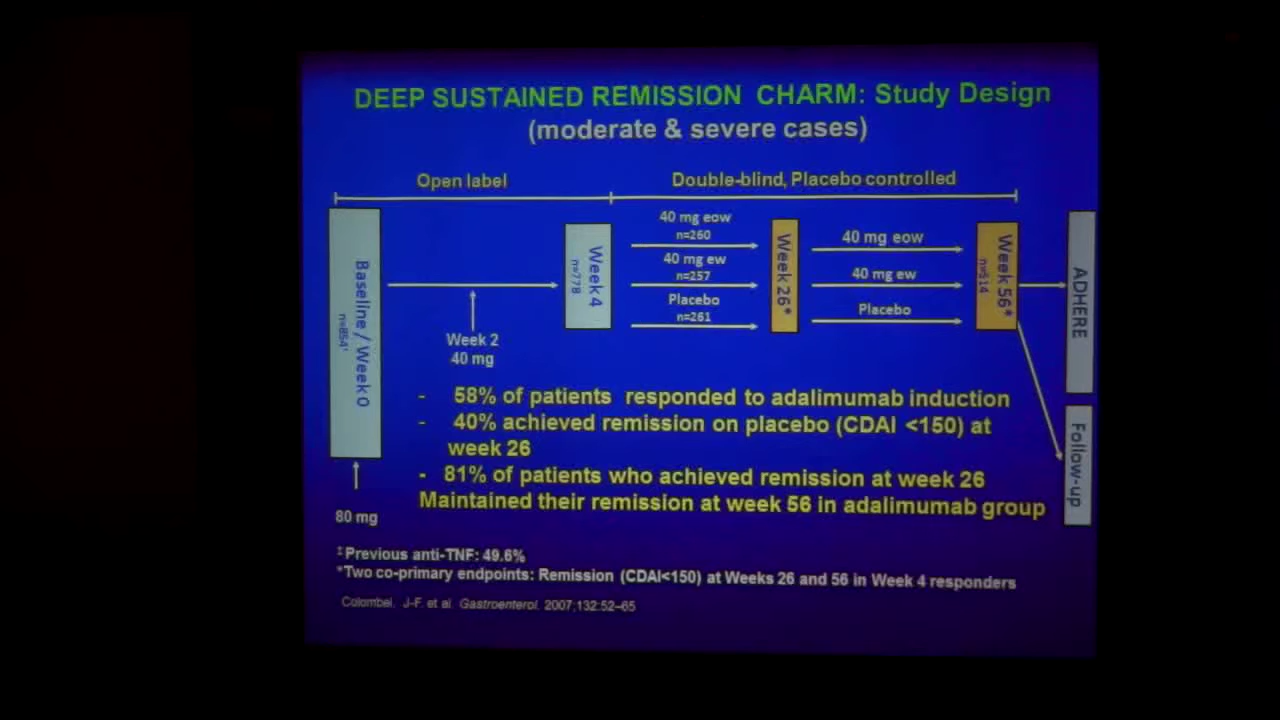 DEEP SUSTAINED REMISSION CHARM: Study Design
(moderate & severe cases)
Open label
Double-blind, Placebo controlled
Baseline / Week 0
n=854‡
80 mg
Week 2
40 mg
Week 4
n=778
40 mg eow
n=260
40 mg ew
n=257
Placebo
n=261
Week 26*
40 mg eow
40 mg ew
Placebo
Week 56*
n=514
ADHERE
Follow-up
- 58% of patients responded to adalimumab induction
- 40% achieved remission on placebo (CDAI <150) at
week 26
- 81% of patients who achieved remission at week 26
Maintained their remission at week 56 in adalimumab group
‡Previous anti-TNF: 49.6%
*Two co-primary endpoints: Remission (CDAI<150) at Weeks 26 and 56 in Week 4 responders
Colombel, J-F. et al. Gastroenterol. 2007;132:52–65